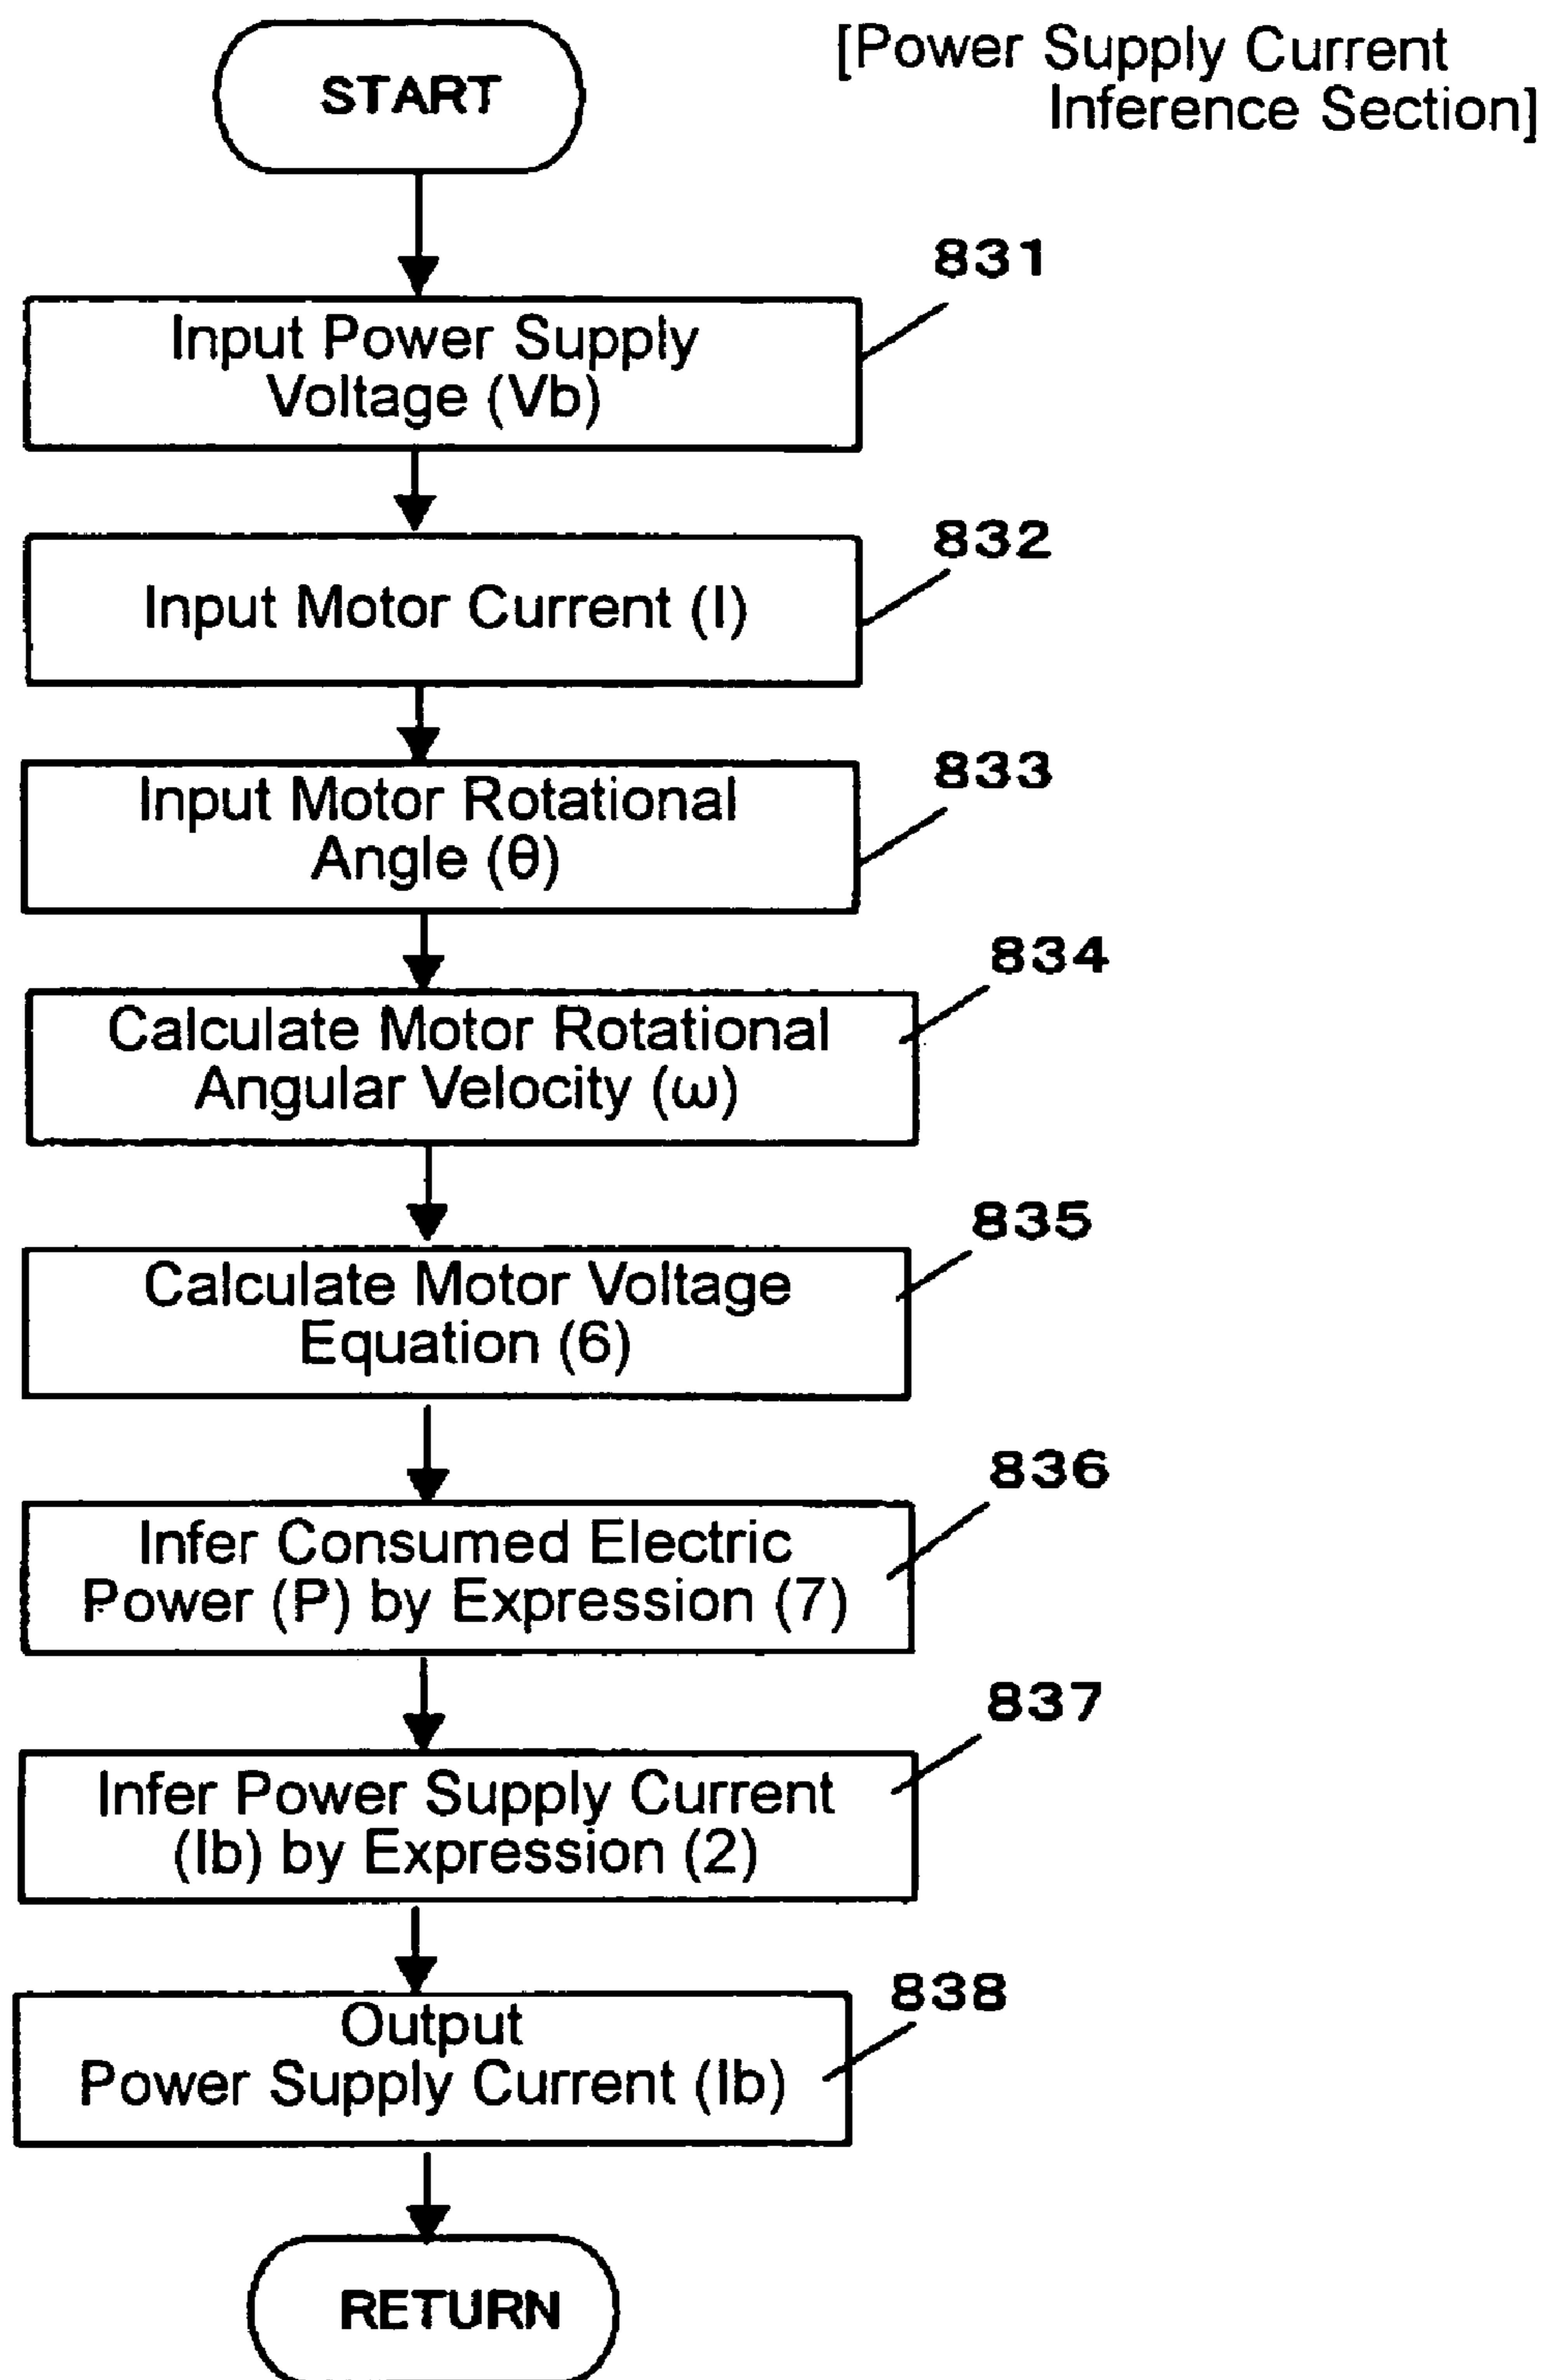 START
[Power Supply Current
Inference Section]
831
Input Power Supply
Voltage (Vb)
832
Input Motor Current (I)
833
Input Motor Rotational
Angle (θ)
834
Calculate Motor Rotational
Angular Velocity (ω)
835
Calculate Motor Voltage
Equation (6)
836
Infer Consumed Electric
Power (P) by Expression (7)
837
Infer Power Supply Current
(Ib) by Expression (2)
838
Output
Power Supply Current (Ib)
RETURN